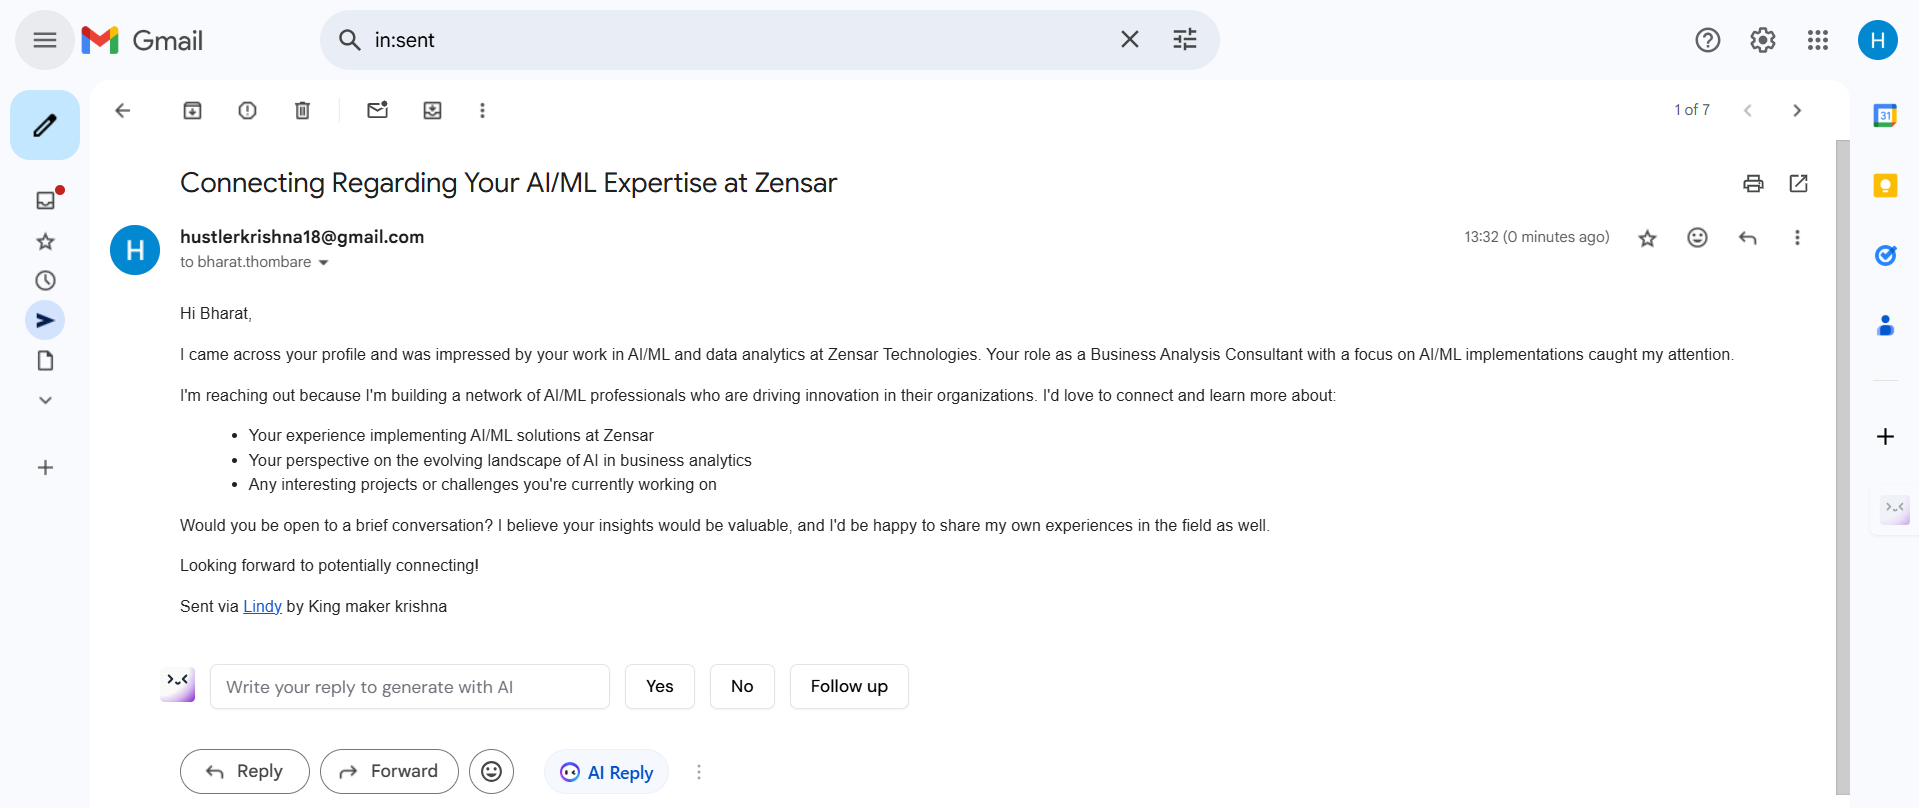 Gmail
in:sent
H
1 of 7
31
Connecting Regarding Your AI/ML Expertise at Zensar
H
hustlerkrishna18@gmail.com
13:32 (0 minutes ago)
to bharat.thombare
Hi Bharat,
I came across your profile and was impressed by your work in AI/ML and data analytics at Zensar Technologies. Your role as a Business Analysis Consultant with a focus on AI/ML implementations caught my attention.
I'm reaching out because I'm building a network of AI/ML professionals who are driving innovation in their organizations. I'd love to connect and learn more about:
• Your experience implementing AI/ML solutions at Zensar
• Your perspective on the evolving landscape of AI in business analytics
• Any interesting projects or challenges you're currently working on
Would you be open to a brief conversation? I believe your insights would be valuable, and I'd be happy to share my own experiences in the field as well.
Looking forward to potentially connecting!
Sent via Lindy by King maker krishna
Write your reply to generate with AI
Yes
No
Follow up
Reply
Forward
AI Reply